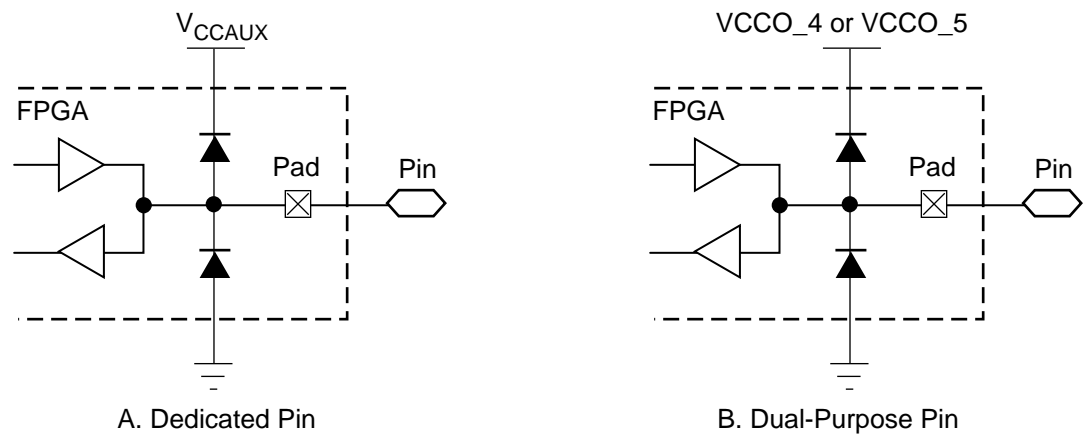 VCCAUX
FPGA
Pad
Pin
A. Dedicated Pin
VCCO_4 or VCCO_5
FPGA
Pad
Pin
B. Dual-Purpose Pin